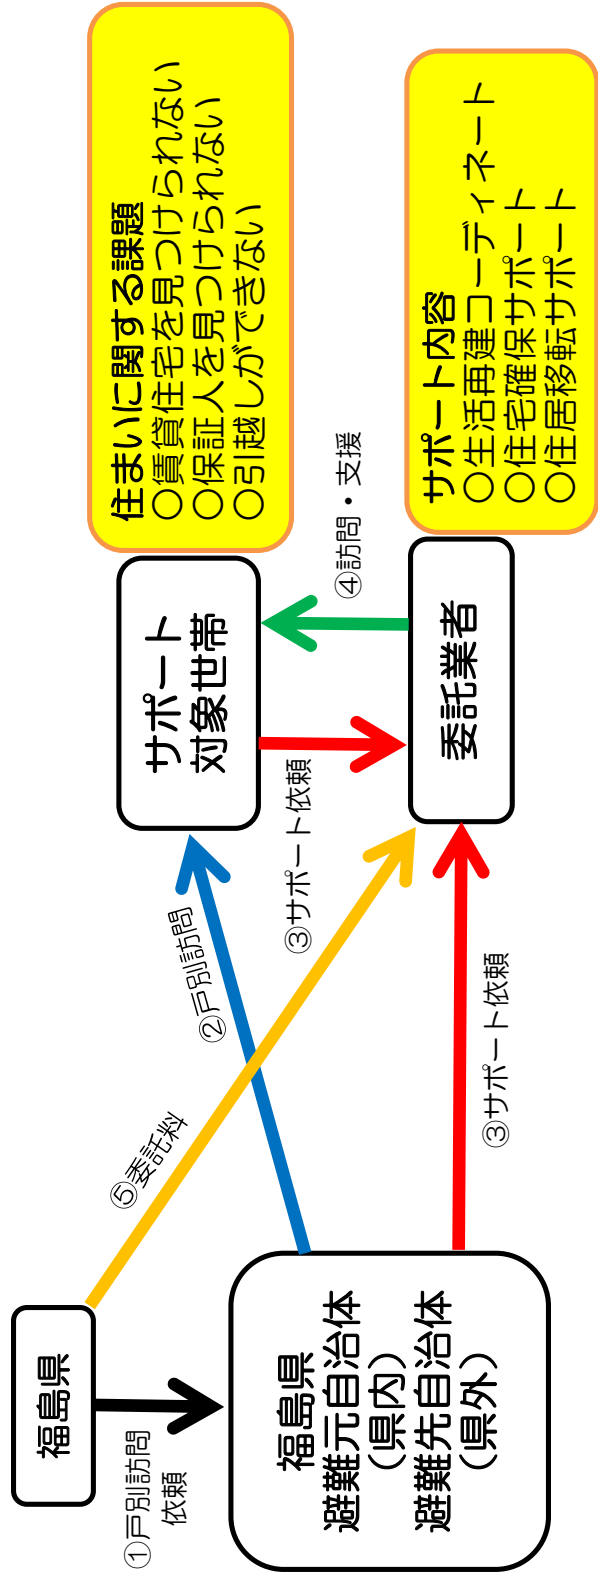 福島県
①戸別訪問
依頼
福島県
避難元自治体
（県内）
避難先自治体
（県外）
⑤委託料
②戸別訪問
③サポート依頼
③サポート依頼
サポート
対象世帯
委託業者
④訪問・支援
住まいに関する課題
○賃貸住宅を見つけられない
○保証人を見つけられない
○引越しができない
サポート内容
○生活再建コーディネート
○住宅確保サポート
○住居移転サポート